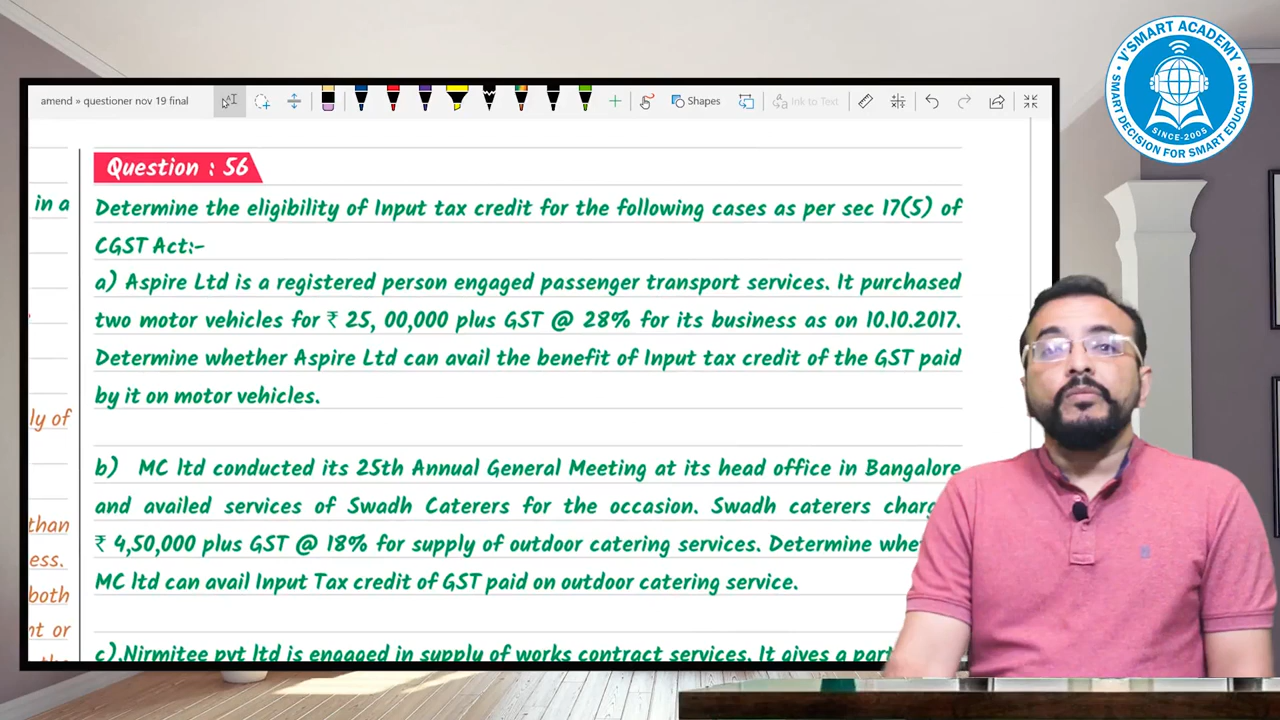 amend » questioner nov 19 final
Shapes
Ink to Text
in a
Question : 56
Determine the eligibility of Input tax credit for the following cases as per sec 17(5) of
CGST Act:-
a) Aspire Ltd is a registered person engaged passenger transport services. It purchased
two motor vehicles for ₹ 25, 00,000 plus GST @ 28% for its business as on 10.10.2017.
Determine whether Aspire Ltd can avail the benefit of Input tax credit of the GST paid
by it on motor vehicles.
ly of
b) MC ltd conducted its 25th Annual General Meeting at its head office in Bangalore
and availed services of Swadh Caterers for the occasion. Swadh caterers
than
₹ 4,50,000 plus GST @ 18% for supply of outdoor catering services. Determine
ess.
MC ltd can avail Input Tax credit of GST paid on outdoor catering service.
both
nt or
c).Nirmitee pvt ltd is engaged in supply of works contract services. It gives a
V'SMART ACADEMY
SINCE-2005
SMART DECISION FOR SMART EDUCATION